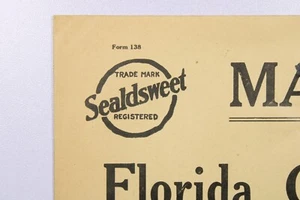 Form 138
TRADE MARK
Sealdsweet
REGISTERED
MA
Florida